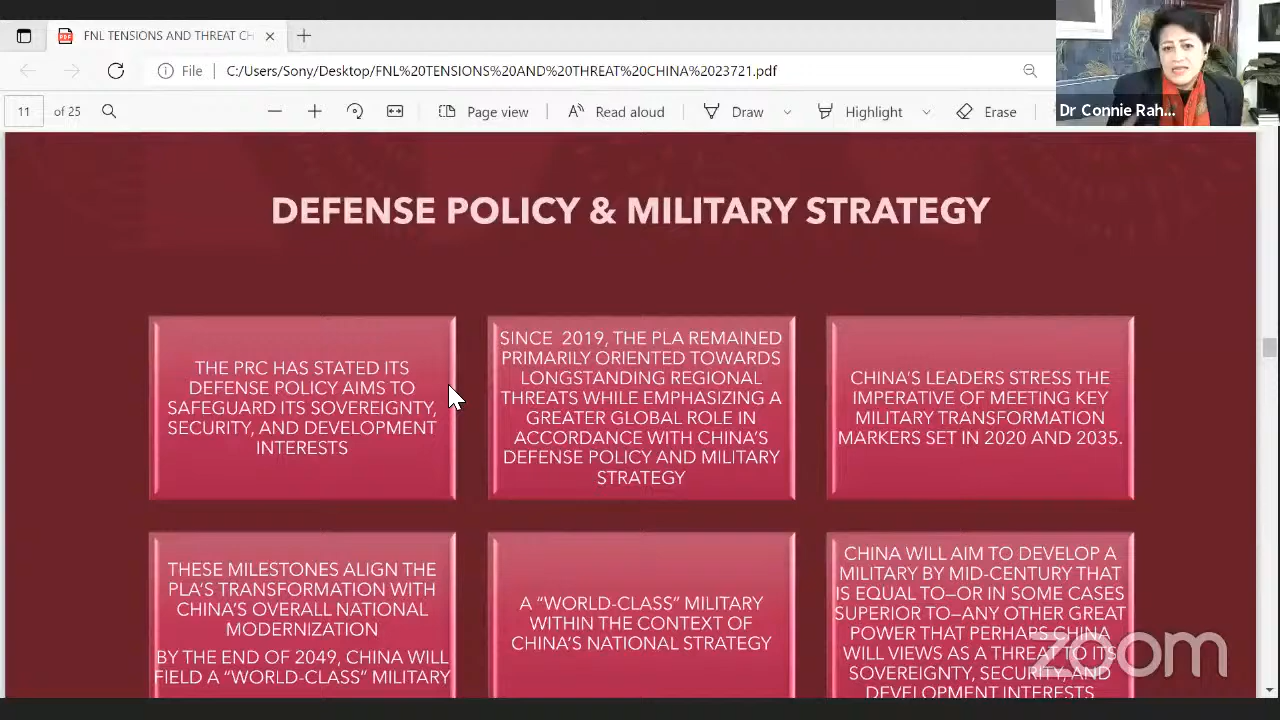 FNL TENSIONS AND THREAT CH
File
C:/Users/Sony/Desktop/FNL%20TENSIONS%20AND%20THREAT%20CHINA%2023721.pdf
11 of 25
Page view
Read aloud
Draw
Highlight
Erase
Dr Connie Rah...
DEFENSE POLICY & MILITARY STRATEGY
THE PRC HAS STATED ITS
DEFENSE POLICY AIMS TO
SAFEGUARD ITS SOVEREIGNTY,
SECURITY, AND DEVELOPMENT
INTERESTS
SINCE 2019, THE PLA REMAINED
PRIMARILY ORIENTED TOWARDS
LONGSTANDING REGIONAL
THREATS WHILE EMPHASIZING A
GREATER GLOBAL ROLE IN
ACCORDANCE WITH CHINA'S
DEFENSE POLICY AND MILITARY
STRATEGY
CHINA'S LEADERS STRESS THE
IMPERATIVE OF MEETING KEY
MILITARY TRANSFORMATION
MARKERS SET IN 2020 AND 2035.
THESE MILESTONES ALIGN THE
PLA'S TRANSFORMATION WITH
CHINA'S OVERALL NATIONAL
MODERNIZATION
BY THE END OF 2049, CHINA WILL
FIELD A “WORLD-CLASS” MILITARY
A “WORLD-CLASS” MILITARY
WITHIN THE CONTEXT OF
CHINA'S NATIONAL STRATEGY
CHINA WILL AIM TO DEVELOP A
MILITARY BY MID-CENTURY THAT
IS EQUAL TO—OR IN SOME CASES
SUPERIOR TO—ANY OTHER GREAT
POWER THAT PERHAPS CHINA
WILL VIEWS AS A THREAT TO ITS
SOVEREIGNTY, SECURITY, AND
DEVELOPMENT INTERESTS
zoom